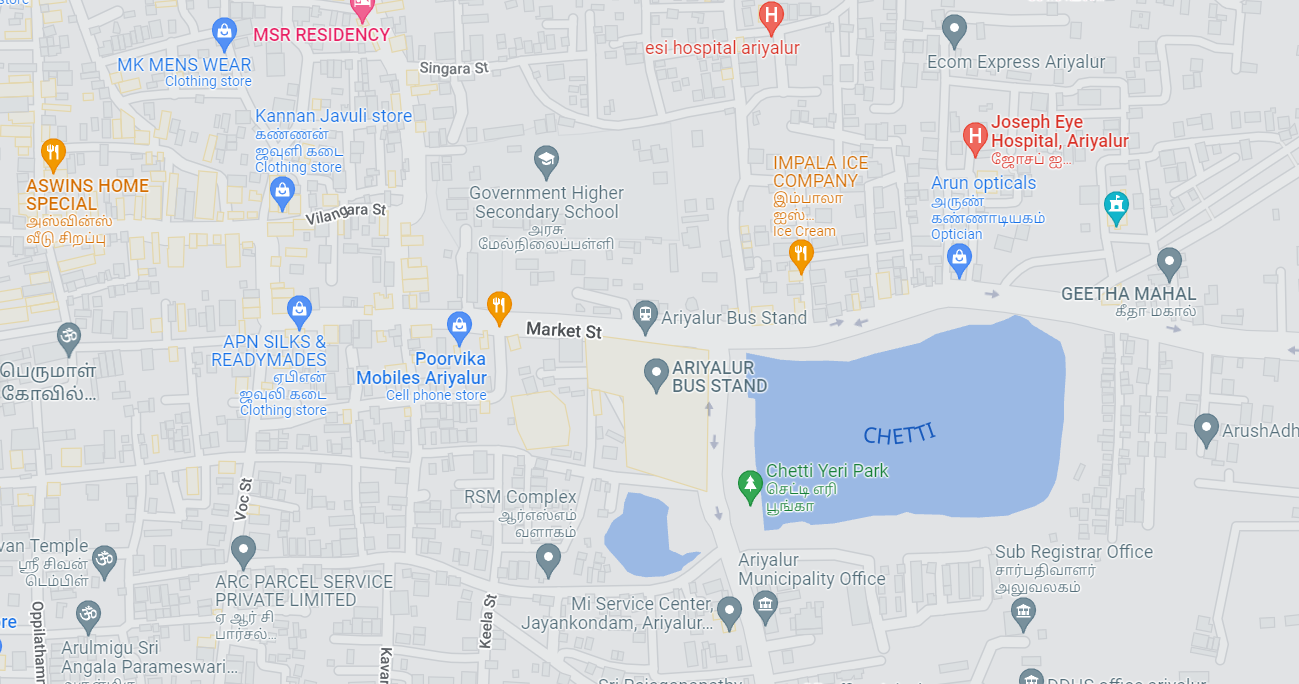 MSR RESIDENCY
MK MENS WEAR
Clothing store
Singara St
esi hospital ariyalur
Ecom Express Ariyalur
Kannan Javuli store
கண்ணன்
ஜவுளி கடை
Clothing store
Joseph Eye
Hospital, Ariyalur
ஜோசப் ஐ...
ASWINS HOME
SPECIAL
அஸ்வின்ஸ்
வீடு சிறப்பு
Vilangara St
Government Higher
Secondary School
அரசு
மேல்நிலைப்பள்ளி
IMPALA ICE
COMPANY
இம்பாலா
ஐஸ்...
Ice Cream
Arun opticals
அருண்
கண்ணாடியகம்
Optician
GEETHA MAHAL
கீதா மகால்
Market St
Ariyalur Bus Stand
APN SILKS &
READYMADES
ஏபிஎன்
ஜவுலி கடை
Clothing store
Poorvika
Mobiles Ariyalur
Cell phone store
பெருமாள்
கோவில்...
ARIYALUR
BUS STAND
CHETTI
ArushAdh
Chetti Yeri Park
செட்டி எரி
பூங்கா
Voc St
RSM Complex
ஆர்எஸ்எம்
வளாகம்
van Temple
ஸ்ரீ சிவன்
டெம்பிள்
ARC PARCEL SERVICE
PRIVATE LIMITED
ஏ ஆர் சி
பார்சல்...
Ariyalur
Municipality Office
Sub Registrar Office
சார்பதிவாளர்
அலுவலகம்
Mi Service Center,
Jayankondam, Ariyalur...
Keela St
Oppilathamr
Arulmigu Sri
Angala Parameswari...
Kavar
re
DDHS office ariyalur